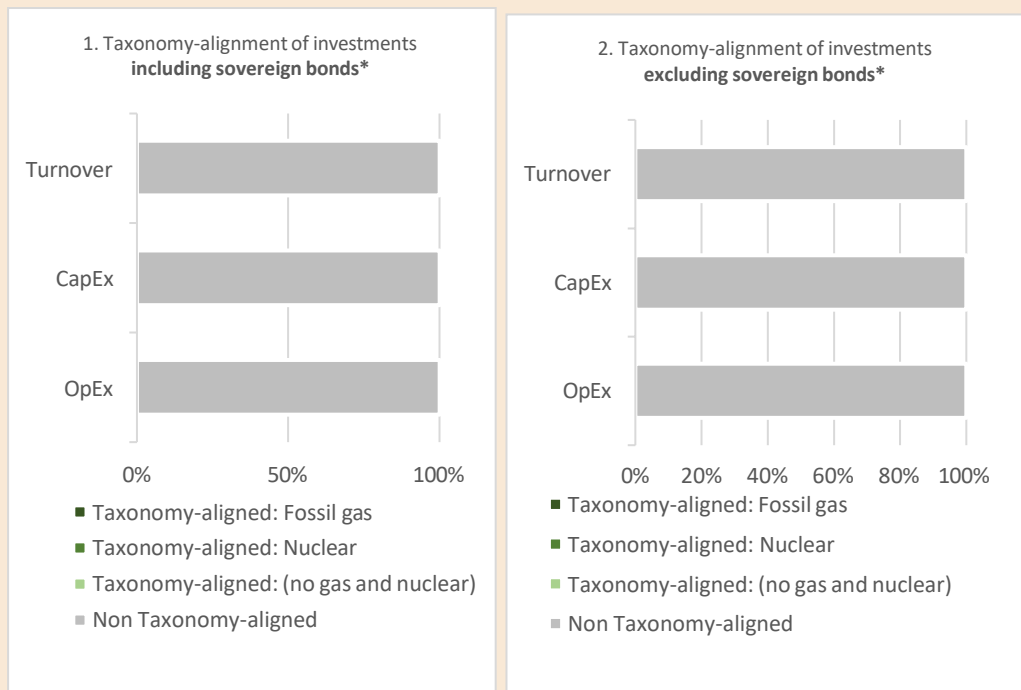 1. Taxonomy-alignment of investments
including sovereign bonds*
Turnover
CapEx
OpEx
0% 50% 100%
Taxonomy-aligned: Fossil gas
Taxonomy-aligned: Nuclear
Taxonomy-aligned: (no gas and nuclear)
Non Taxonomy-aligned
2. Taxonomy-alignment of investments
excluding sovereign bonds*
Turnover
CapEx
OpEx
0% 20% 40% 60% 80% 100%
Taxonomy-aligned: Fossil gas
Taxonomy-aligned: Nuclear
Taxonomy-aligned: (no gas and nuclear)
Non Taxonomy-aligned